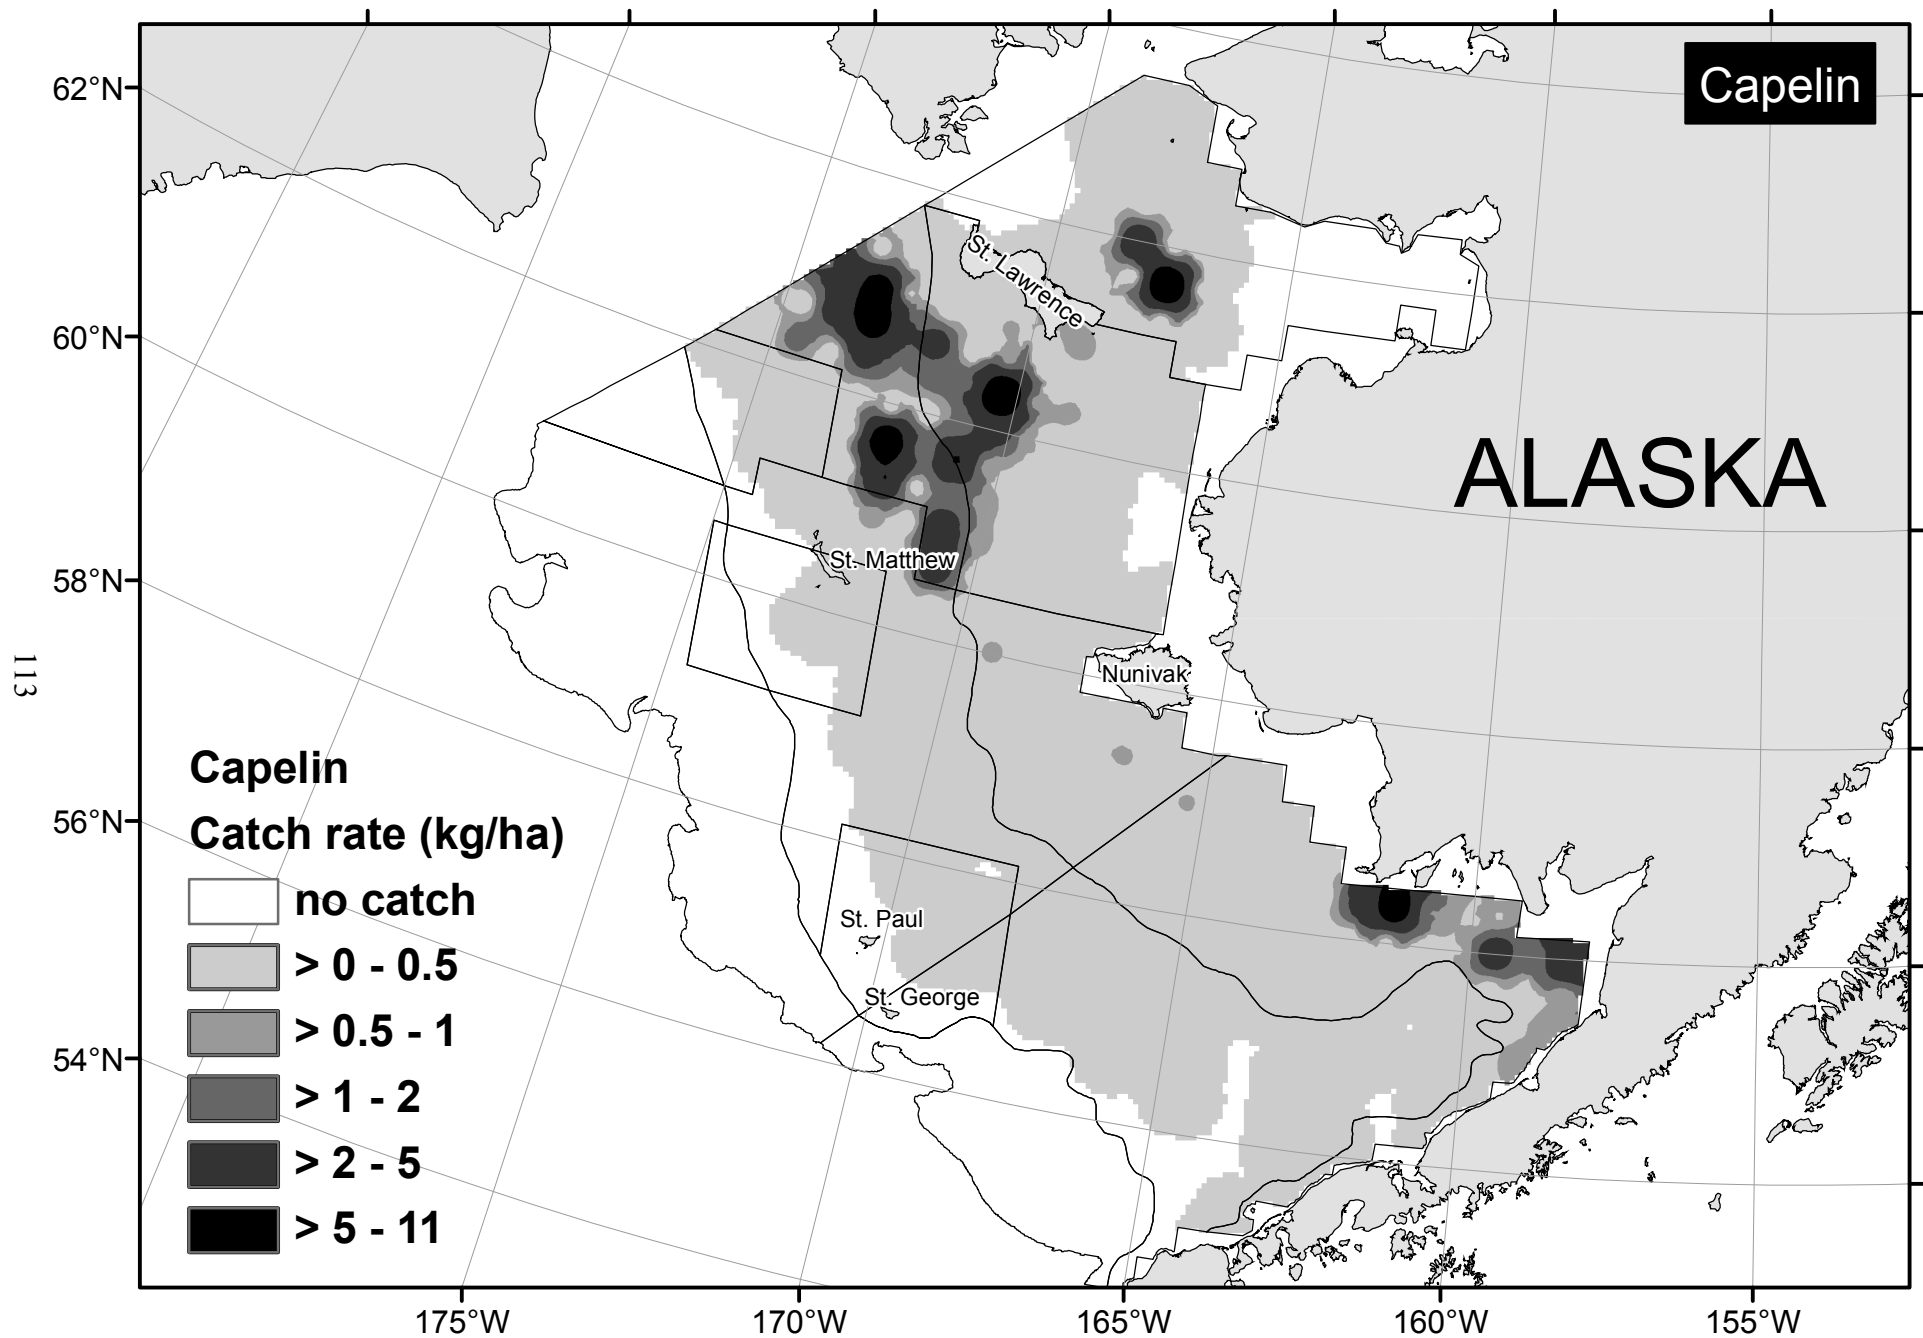 Capelin
62°N
60°N
58°N
56°N
54°N
St. Lawrence
ALASKA
St. Matthew
Nunivak
St. Paul
St. George
113
Capelin
Catch rate (kg/ha)
no catch
> 0 - 0.5
> 0.5 - 1
> 1 - 2
> 2 - 5
> 5 - 11
175°W
170°W
165°W
160°W
155°W